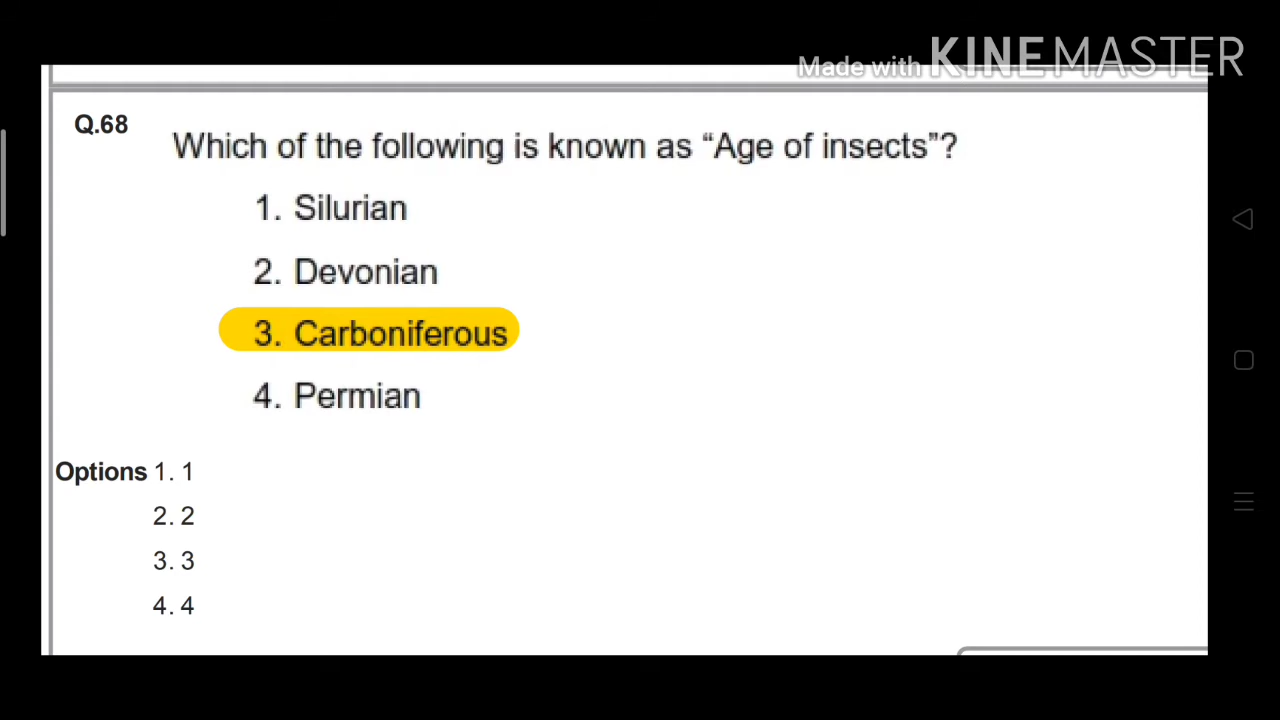 Made with KINEMASTER
Q.68
Which of the following is known as “Age of insects”?
1. Silurian
2. Devonian
3. Carboniferous
4. Permian
Options 1. 1
2. 2
3. 3
4. 4